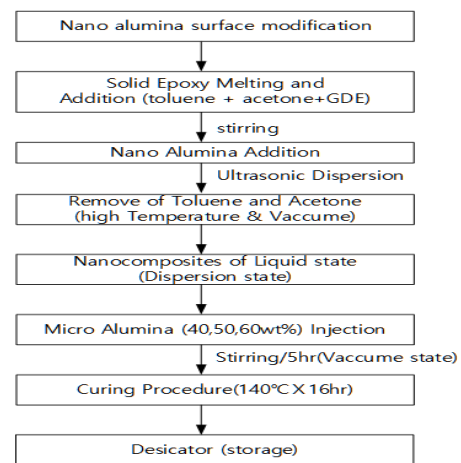 Nano alumina surface modification
Solid Epoxy Melting and
Addition (toluene + acetone+GDE)
stirring
Nano Alumina Addition
Ultrasonic Dispersion
Remove of Toluene and Acetone
(high Temperature & Vaccume)
Nanocomposites of Liquid state
(Dispersion state)
Micro Alumina (40,50,60wt%) Injection
Stirring/5hr(Vaccume state)
Curing Procedure(140℃X16hr)
Desicator (storage)